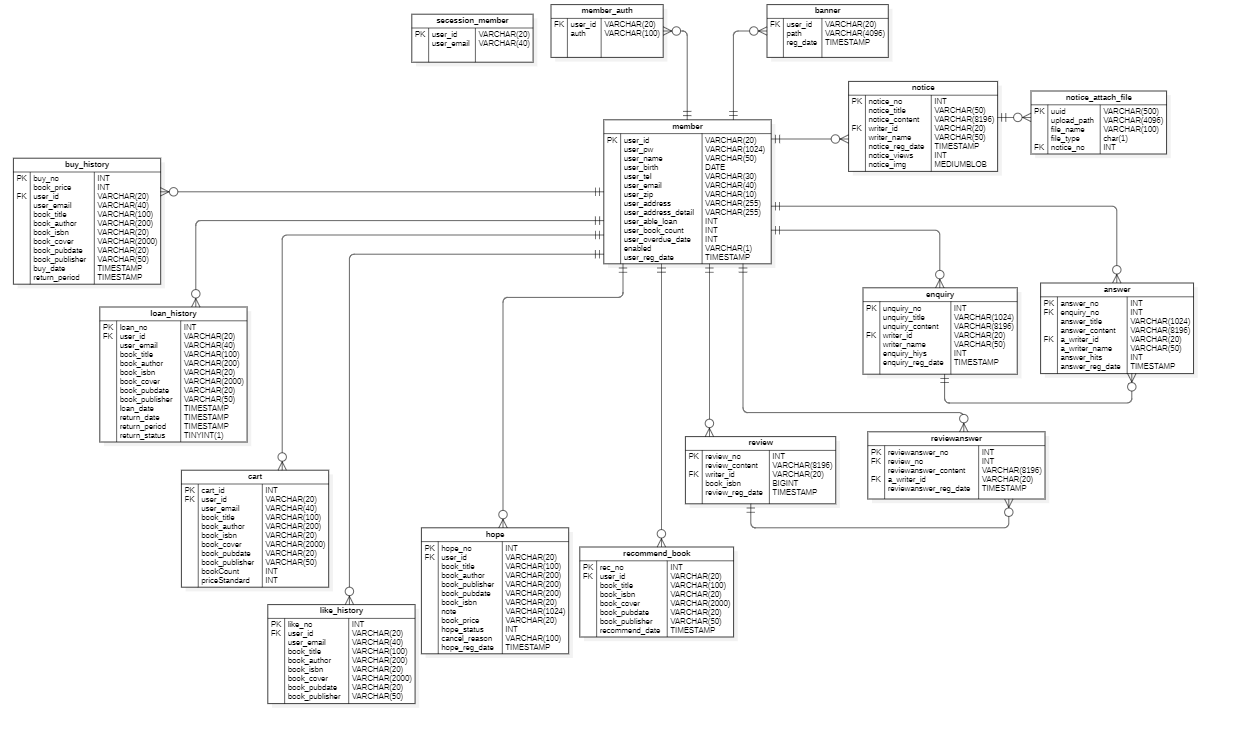 secession_member
PK user_id VARCHAR(20)
user_email VARCHAR(40)
member_auth
FK user_id VARCHAR(20)
auth VARCHAR(100)
banner
FK user_id VARCHAR(20)
path VARCHAR(4096)
reg_date TIMESTAMP
notice
PK notice_no INT
notice_title VARCHAR(50)
notice_content VARCHAR(8196)
FK writer_id VARCHAR(20)
writer_name VARCHAR(50)
notice_reg_date TIMESTAMP
notice_views INT
notice_img MEDIUMBLOB
notice_attach_file
PK uuid VARCHAR(500)
upload_path VARCHAR(4096)
file_name VARCHAR(100)
file_type char(1)
FK notice_no INT
member
PK user_id VARCHAR(20)
user_pw VARCHAR(1024)
user_name VARCHAR(50)
user_birth DATE
user_tel VARCHAR(30)
user_email VARCHAR(40)
user_zip VARCHAR(10)
user_address VARCHAR(255)
user_address_detail VARCHAR(255)
user_able_loan INT
user_book_count INT
user_overdue_date INT
enabled VARCHAR(1)
user_reg_date TIMESTAMP
buy_history
PK buy_no INT
book_price INT
FK user_id VARCHAR(20)
user_email VARCHAR(40)
book_title VARCHAR(100)
book_author VARCHAR(200)
book_isbn VARCHAR(20)
book_cover VARCHAR(2000)
book_pubdate VARCHAR(20)
book_publisher VARCHAR(50)
buy_date TIMESTAMP
return_period TIMESTAMP
loan_history
PK loan_no INT
FK user_id VARCHAR(20)
user_email VARCHAR(40)
book_title VARCHAR(100)
book_author VARCHAR(200)
book_isbn VARCHAR(20)
book_cover VARCHAR(2000)
book_pubdate VARCHAR(20)
book_publisher VARCHAR(50)
loan_date TIMESTAMP
return_date TIMESTAMP
return_period TIMESTAMP
return_status TINYINT(1)
enquiry
PK unquiry_no INT
unquiry_title VARCHAR(1024)
unquiry_content VARCHAR(8196)
FK writer_id VARCHAR(20)
writer_name VARCHAR(50)
enquiry_hiys INT
enquiry_reg_date TIMESTAMP
answer
PK answer_no INT
FK enquiry_no INT
answer_title VARCHAR(1024)
answer_content VARCHAR(8196)
FK a_writer_id VARCHAR(20)
a_writer_name VARCHAR(50)
answer_hits INT
answer_reg_date TIMESTAMP
review
PK review_no INT
review_content VARCHAR(8196)
FK writer_id VARCHAR(20)
book_isbn BIGINT
review_reg_date TIMESTAMP
reviewanswer
PK reviewanswer_no INT
FK review_no INT
reviewanswer_content VARCHAR(8196)
FK a_writer_id VARCHAR(20)
reviewanswer_reg_date TIMESTAMP
cart
PK cart_id INT
FK user_id VARCHAR(20)
user_email VARCHAR(40)
book_title VARCHAR(100)
book_author VARCHAR(200)
book_isbn VARCHAR(20)
book_cover VARCHAR(2000)
book_pubdate VARCHAR(20)
book_publisher VARCHAR(50)
bookCount INT
priceStandard INT
hope
PK hope_no INT
FK user_id VARCHAR(20)
book_title VARCHAR(100)
book_author VARCHAR(200)
book_publisher VARCHAR(200)
book_pubdate VARCHAR(200)
book_isbn VARCHAR(20)
note VARCHAR(1024)
book_price VARCHAR(20)
hope_status INT
cancel_reason VARCHAR(100)
hope_reg_date TIMESTAMP
recommend_book
PK rec_no INT
FK user_id VARCHAR(20)
book_title VARCHAR(100)
book_isbn VARCHAR(20)
book_cover VARCHAR(2000)
book_pubdate VARCHAR(20)
book_publisher VARCHAR(50)
recommend_date TIMESTAMP
like_history
PK like_no INT
FK user_id VARCHAR(20)
user_email VARCHAR(40)
book_title VARCHAR(100)
book_author VARCHAR(200)
book_isbn VARCHAR(20)
book_cover VARCHAR(2000)
book_pubdate VARCHAR(20)
book_publisher VARCHAR(50)